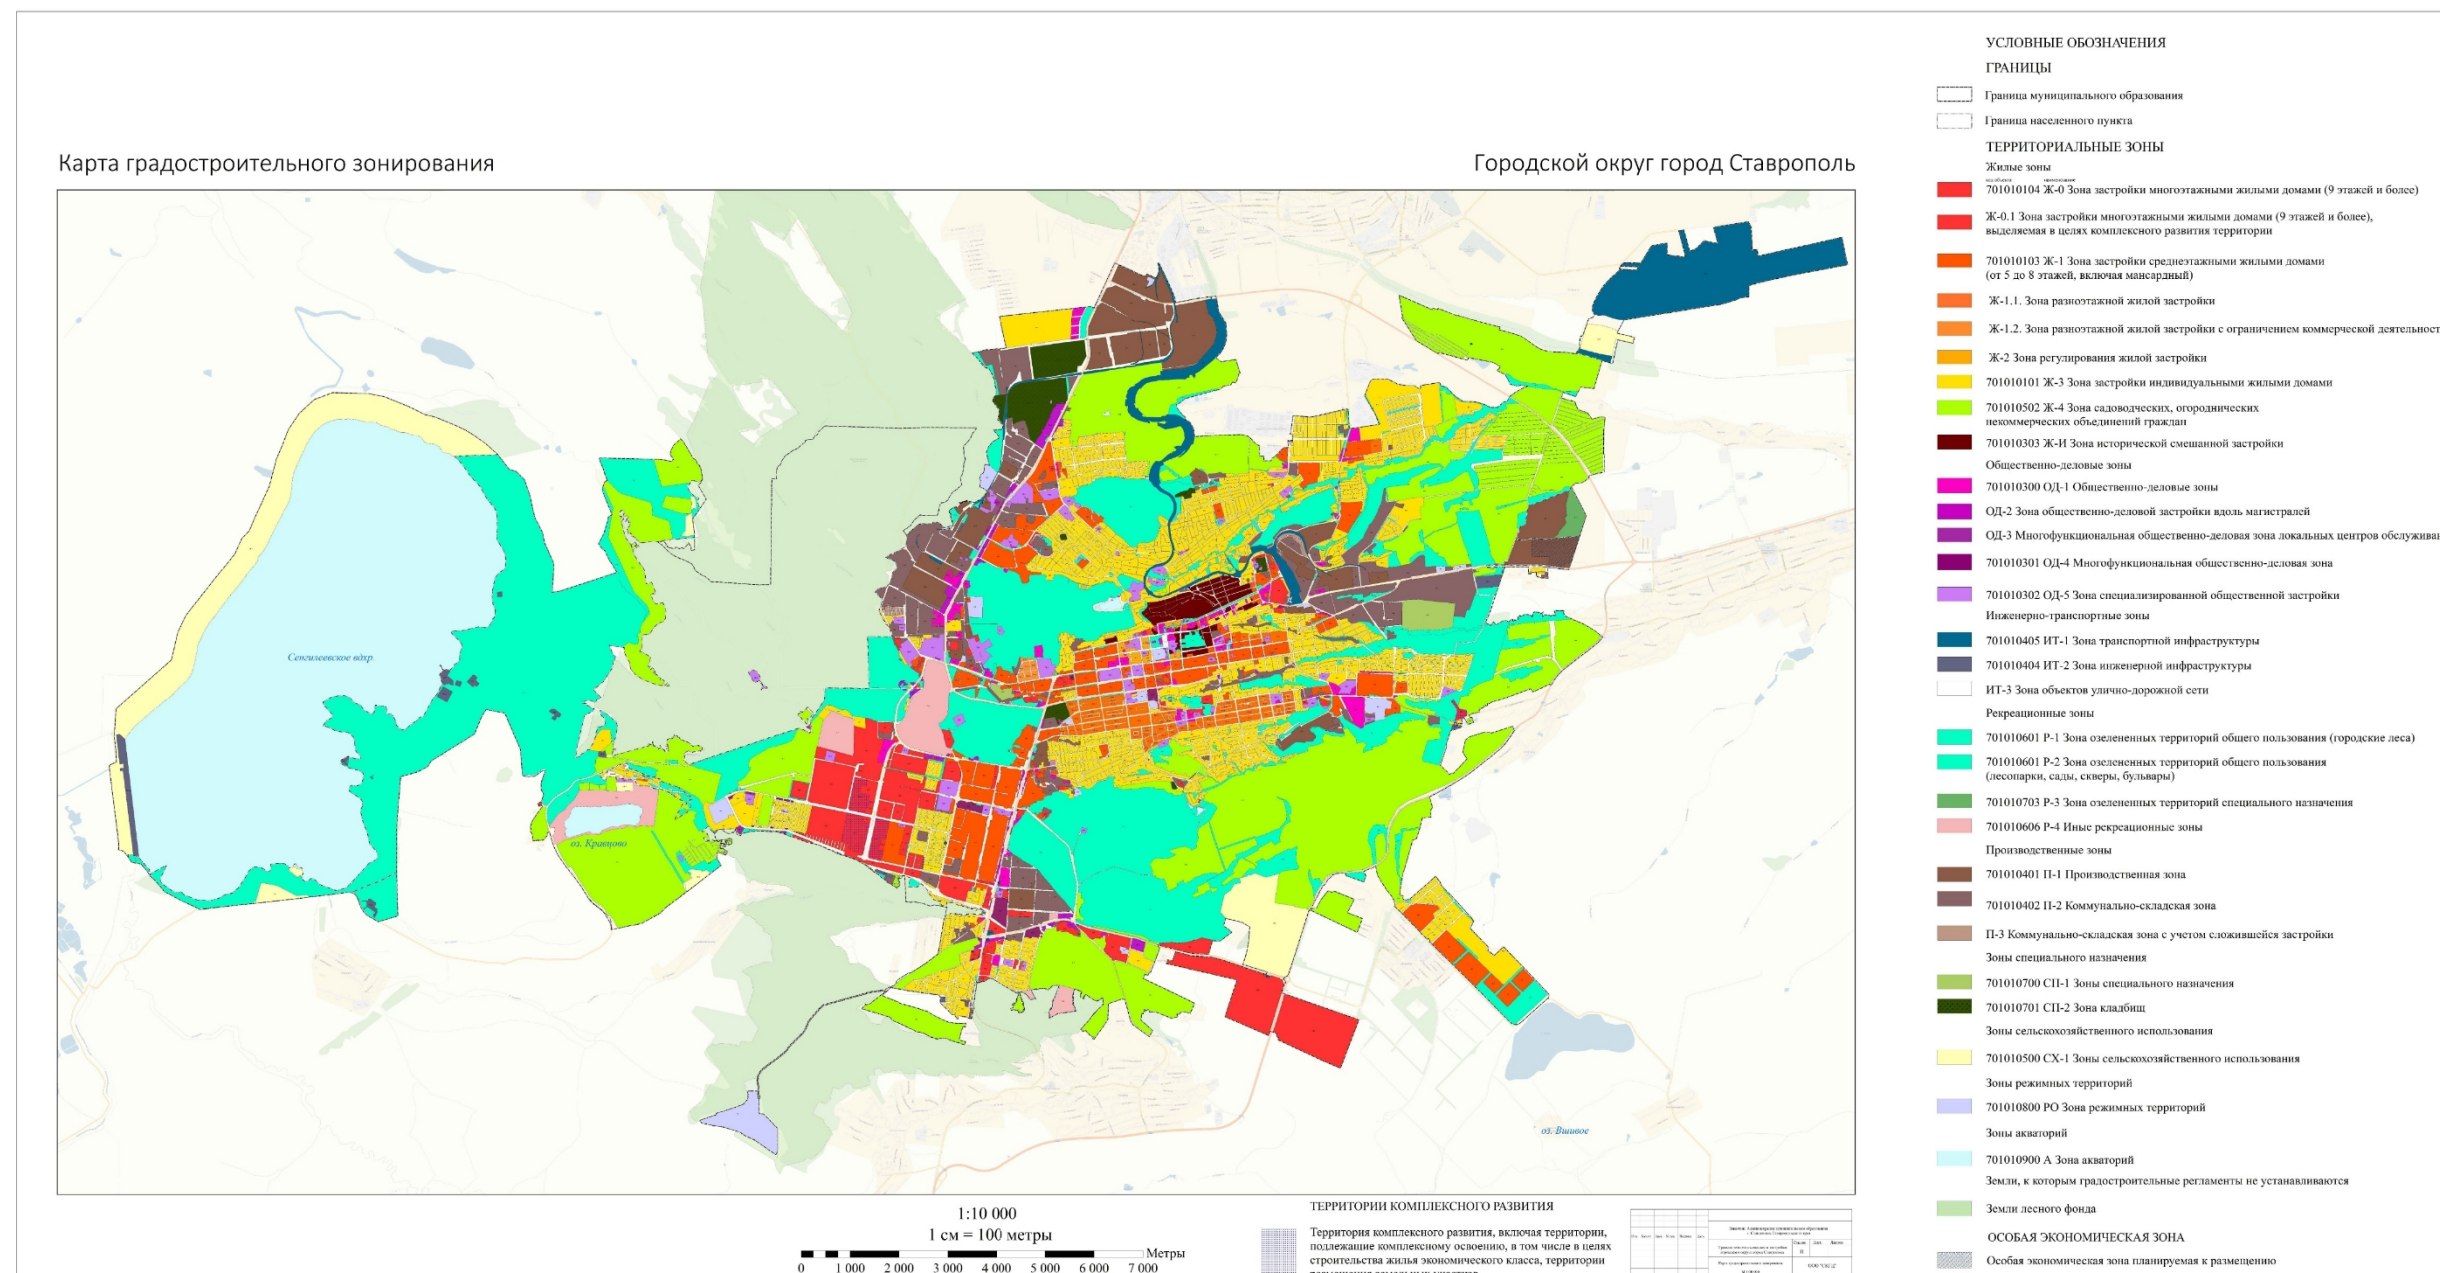 Карта градостроительного зонирования
Городской округ город Ставрополь
Сенгилеевское вдхр.
оз. Кравцово
оз. Вшивое
1:10 000
1 см = 100 метры
Метры
0 1 000 2 000 3 000 4 000 5 000 6 000 7 000
ТЕРРИТОРИИ КОМПЛЕКСНОГО РАЗВИТИЯ
Территория комплексного развития, включая территории,
подлежащие комплексному освоению, в том числе в целях
строительства жилья экономического класса, территории
УСЛОВНЫЕ ОБОЗНАЧЕНИЯ
ГРАНИЦЫ
Граница муниципального образования
Граница населенного пункта
ТЕРРИТОРИАЛЬНЫЕ ЗОНЫ
Жилые зоны
701010104 Ж-0 Зона застройки многоэтажными жилыми домами (9 этажей и более)
Ж-0.1 Зона застройки многоэтажными жилыми домами (9 этажей и более),
выделяемая в целях комплексного развития территории
701010103 Ж-1 Зона застройки среднеэтажными жилыми домами
(от 5 до 8 этажей, включая мансардный)
Ж-1.1. Зона разноэтажной жилой застройки
Ж-1.2. Зона разноэтажной жилой застройки с ограничением коммерческой деятельност
Ж-2 Зона регулирования жилой застройки
701010101 Ж-3 Зона застройки индивидуальными жилыми домами
701010502 Ж-4 Зона садоводческих, огороднических
некоммерческих объединений граждан
701010303 Ж-И Зона исторической смешанной застройки
Общественно-деловые зоны
701010300 ОД-1 Общественно-деловые зоны
ОД-2 Зона общественно-деловой застройки вдоль магистралей
ОД-3 Многофункциональная общественно-деловая зона локальных центров обслужива
701010301 ОД-4 Многофункциональная общественно-деловая зона
701010302 ОД-5 Зона специализированной общественной застройки
Инженерно-транспортные зоны
701010405 ИТ-1 Зона транспортной инфраструктуры
701010404 ИТ-2 Зона инженерной инфраструктуры
ИТ-3 Зона объектов улично-дорожной сети
Рекреационные зоны
701010601 Р-1 Зона озелененных территорий общего пользования (городские леса)
701010601 Р-2 Зона озелененных территорий общего пользования
(лесопарки, сады, скверы, бульвары)
701010703 Р-3 Зона озелененных территорий специального назначения
701010606 Р-4 Иные рекреационные зоны
Производственные зоны
701010401 П-1 Производственная зона
701010402 П-2 Коммунально-складская зона
П-3 Коммунально-складская зона с учетом сложившейся застройки
Зоны специального назначения
701010700 СП-1 Зоны специального назначения
701010701 СП-2 Зона кладбищ
Зоны сельскохозяйственного использования
701010500 СХ-1 Зоны сельскохозяйственного использования
Зоны режимных территорий
701010800 РО Зона режимных территорий
Зоны акваторий
701010900 А Зона акваторий
Земли, к которым градостроительные регламенты не устанавливаются
Земли лесного фонда
ОСОБАЯ ЭКОНОМИЧЕСКАЯ ЗОНА
Особая экономическая зона планируемая к размещению